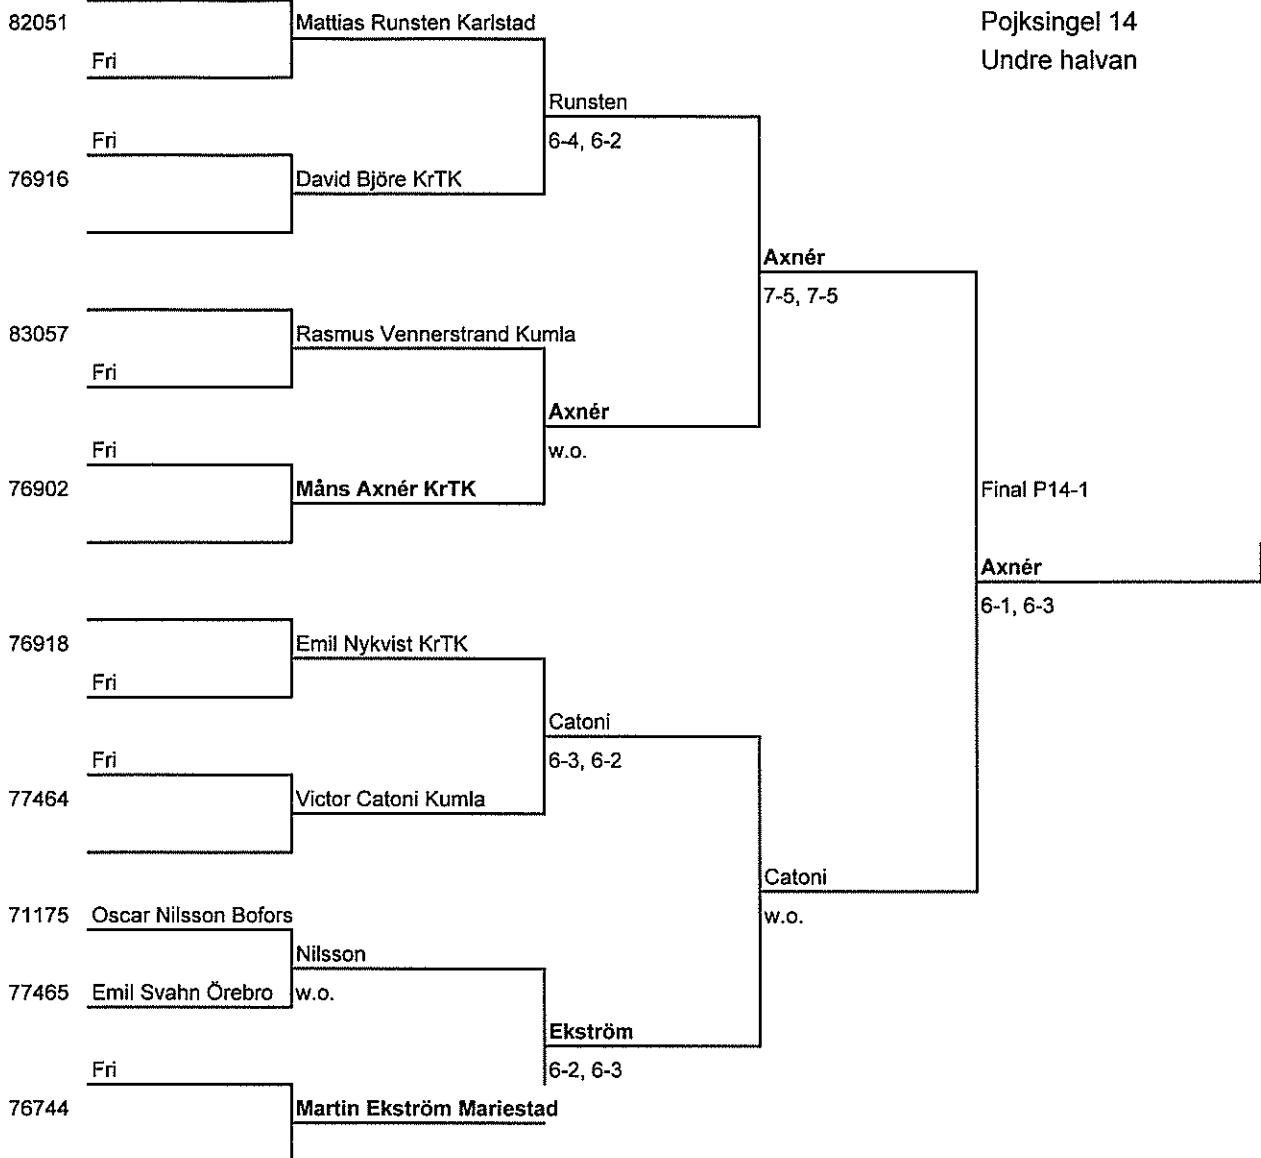 82051 Mattias Runsten Karlstad Pojksingel 14
Fri Undre halvan
Runsten
Fri 6-4, 6-2
76916 David Björe KrTK
Axnér
7-5, 7-5
83057 Rasmus Vennerstrand Kumla
Fri
Axnér
Fri w.o.
76902 Måns Axnér KrTK Final P14-1
Axnér
6-1, 6-3
76918 Emil Nykvist KrTK
Fri
Catoni
Fri 6-3, 6-2
77464 Victor Catoni Kumla
Catoni
71175 Oscar Nilsson Bofors w.o.
Nilsson
77465 Emil Svahn Örebro w.o.
Ekström
Fri 6-2, 6-3
76744 Martin Ekström Mariestad